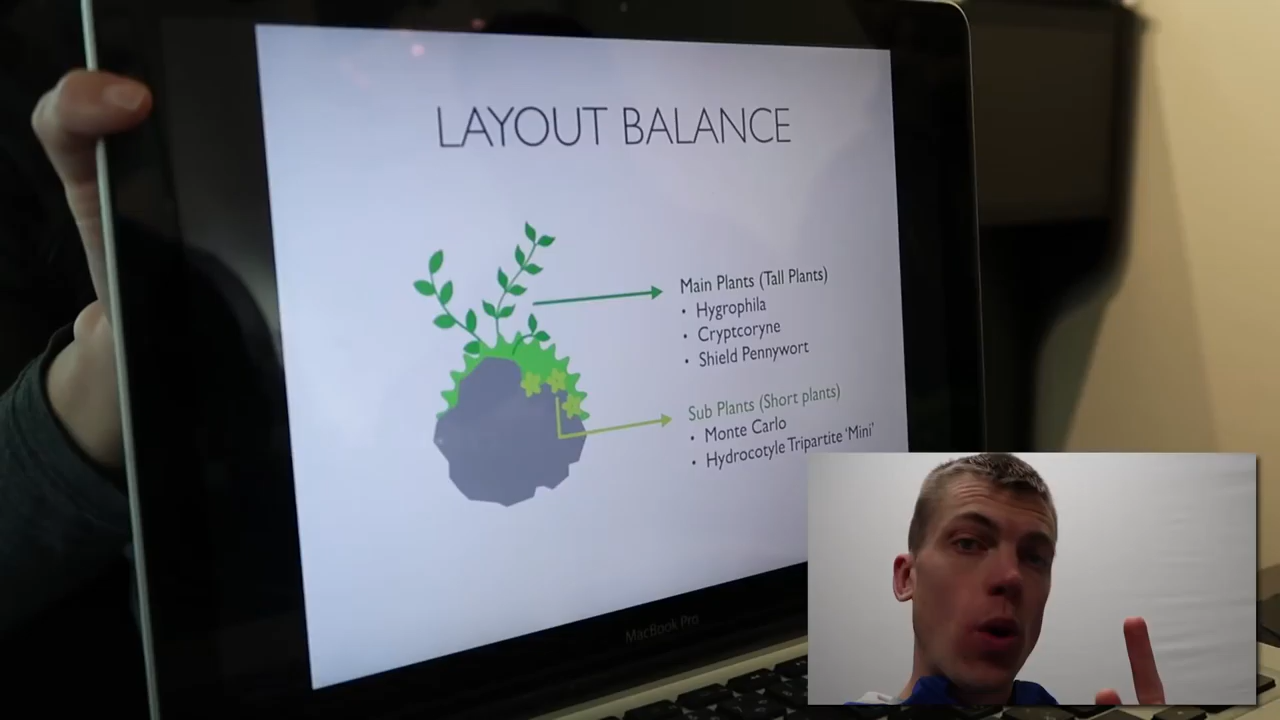 LAYOUT BALANCE
Main Plants (Tall Plants)
• Hygrophila
• Cryptcoryne
• Shield Pennywort
Sub Plants (Short plants)
• Monte Carlo
• Hydrocotyle Tripartite 'Mini'
MacBook Pro